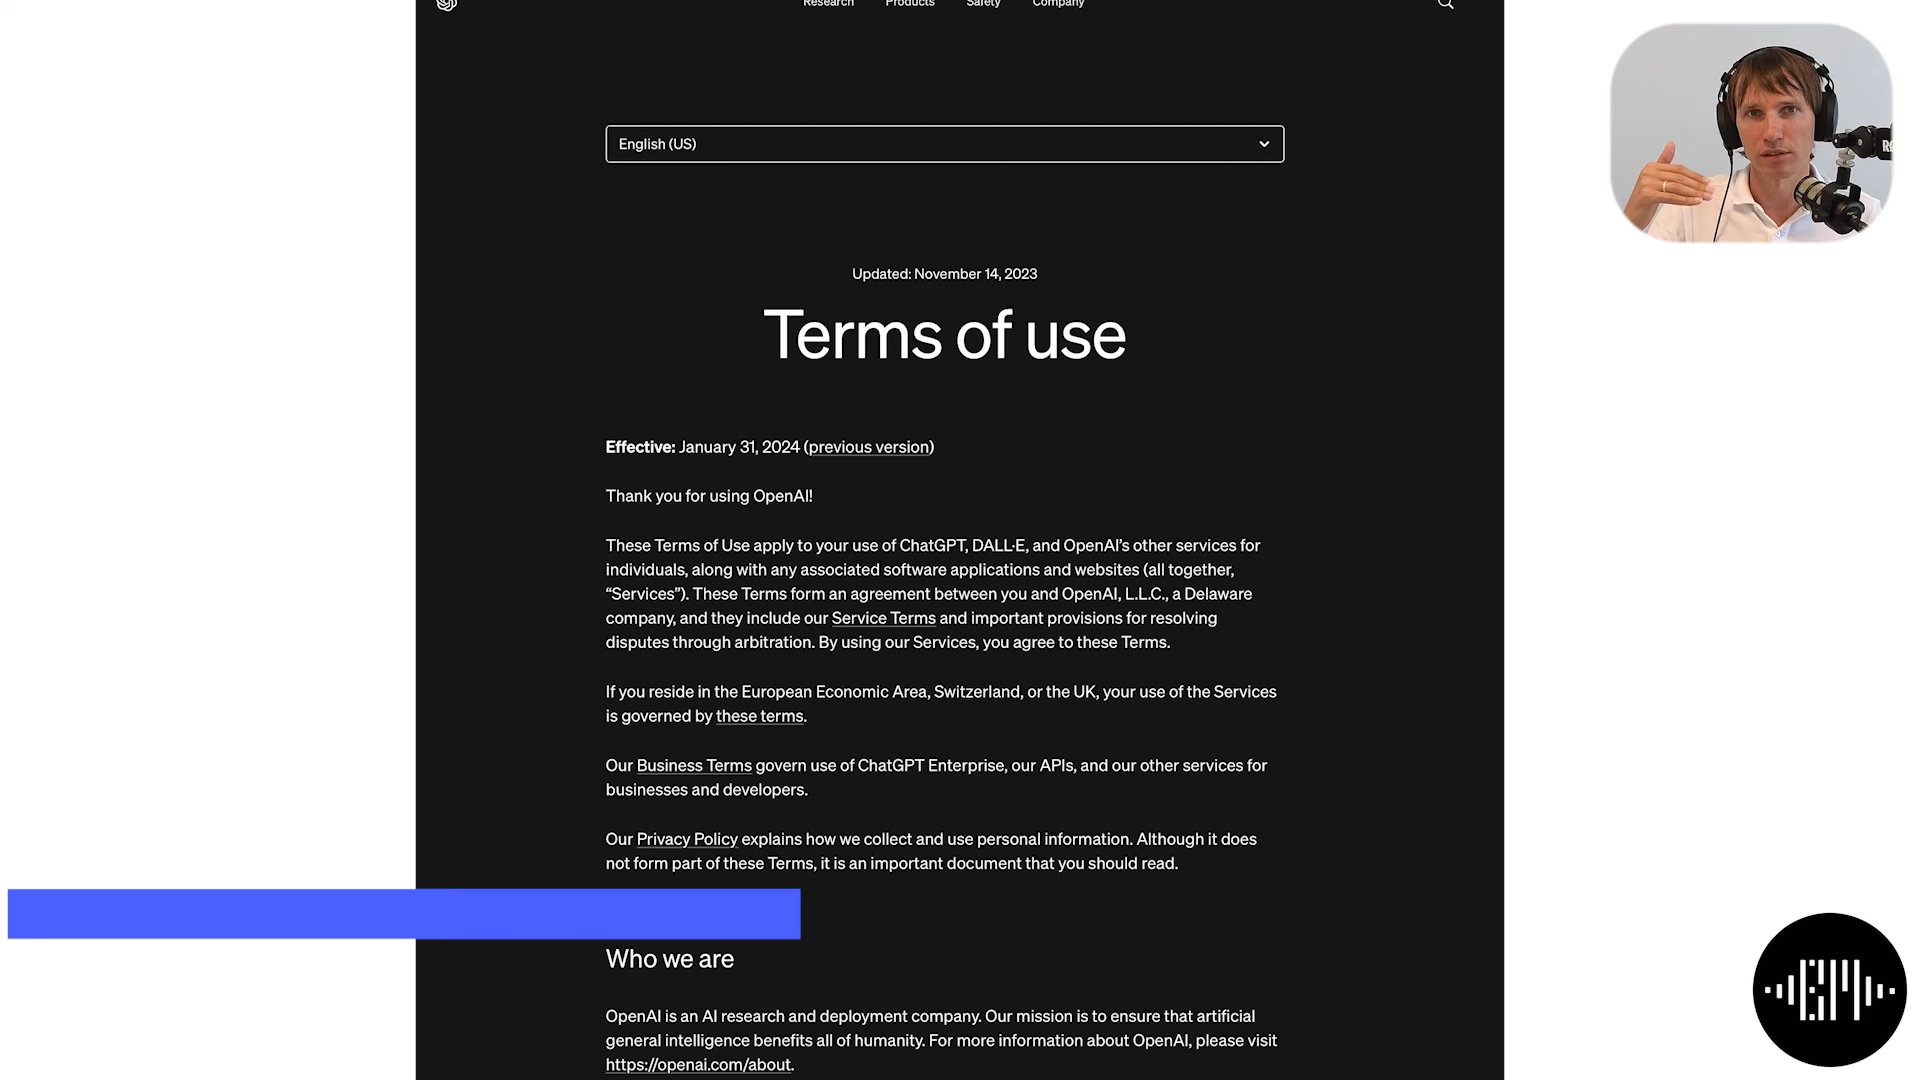 Research Products Safety Company
English (US)
Updated: November 14, 2023
Terms of use
Effective: January 31, 2024 (previous version)
Thank you for using OpenAI!
These Terms of Use apply to your use of ChatGPT, DALL·E, and OpenAI’s other services for
individuals, along with any associated software applications and websites (all together,
“Services”). These Terms form an agreement between you and OpenAI, L.L.C., a Delaware
company, and they include our Service Terms and important provisions for resolving
disputes through arbitration. By using our Services, you agree to these Terms.
If you reside in the European Economic Area, Switzerland, or the UK, your use of the Services
is governed by these terms.
Our Business Terms govern use of ChatGPT Enterprise, our APIs, and our other services for
businesses and developers.
Our Privacy Policy explains how we collect and use personal information. Although it does
not form part of these Terms, it is an important document that you should read.
Who we are
OpenAI is an AI research and deployment company. Our mission is to ensure that artificial
general intelligence benefits all of humanity. For more information about OpenAI, please visit
https://openai.com/about.